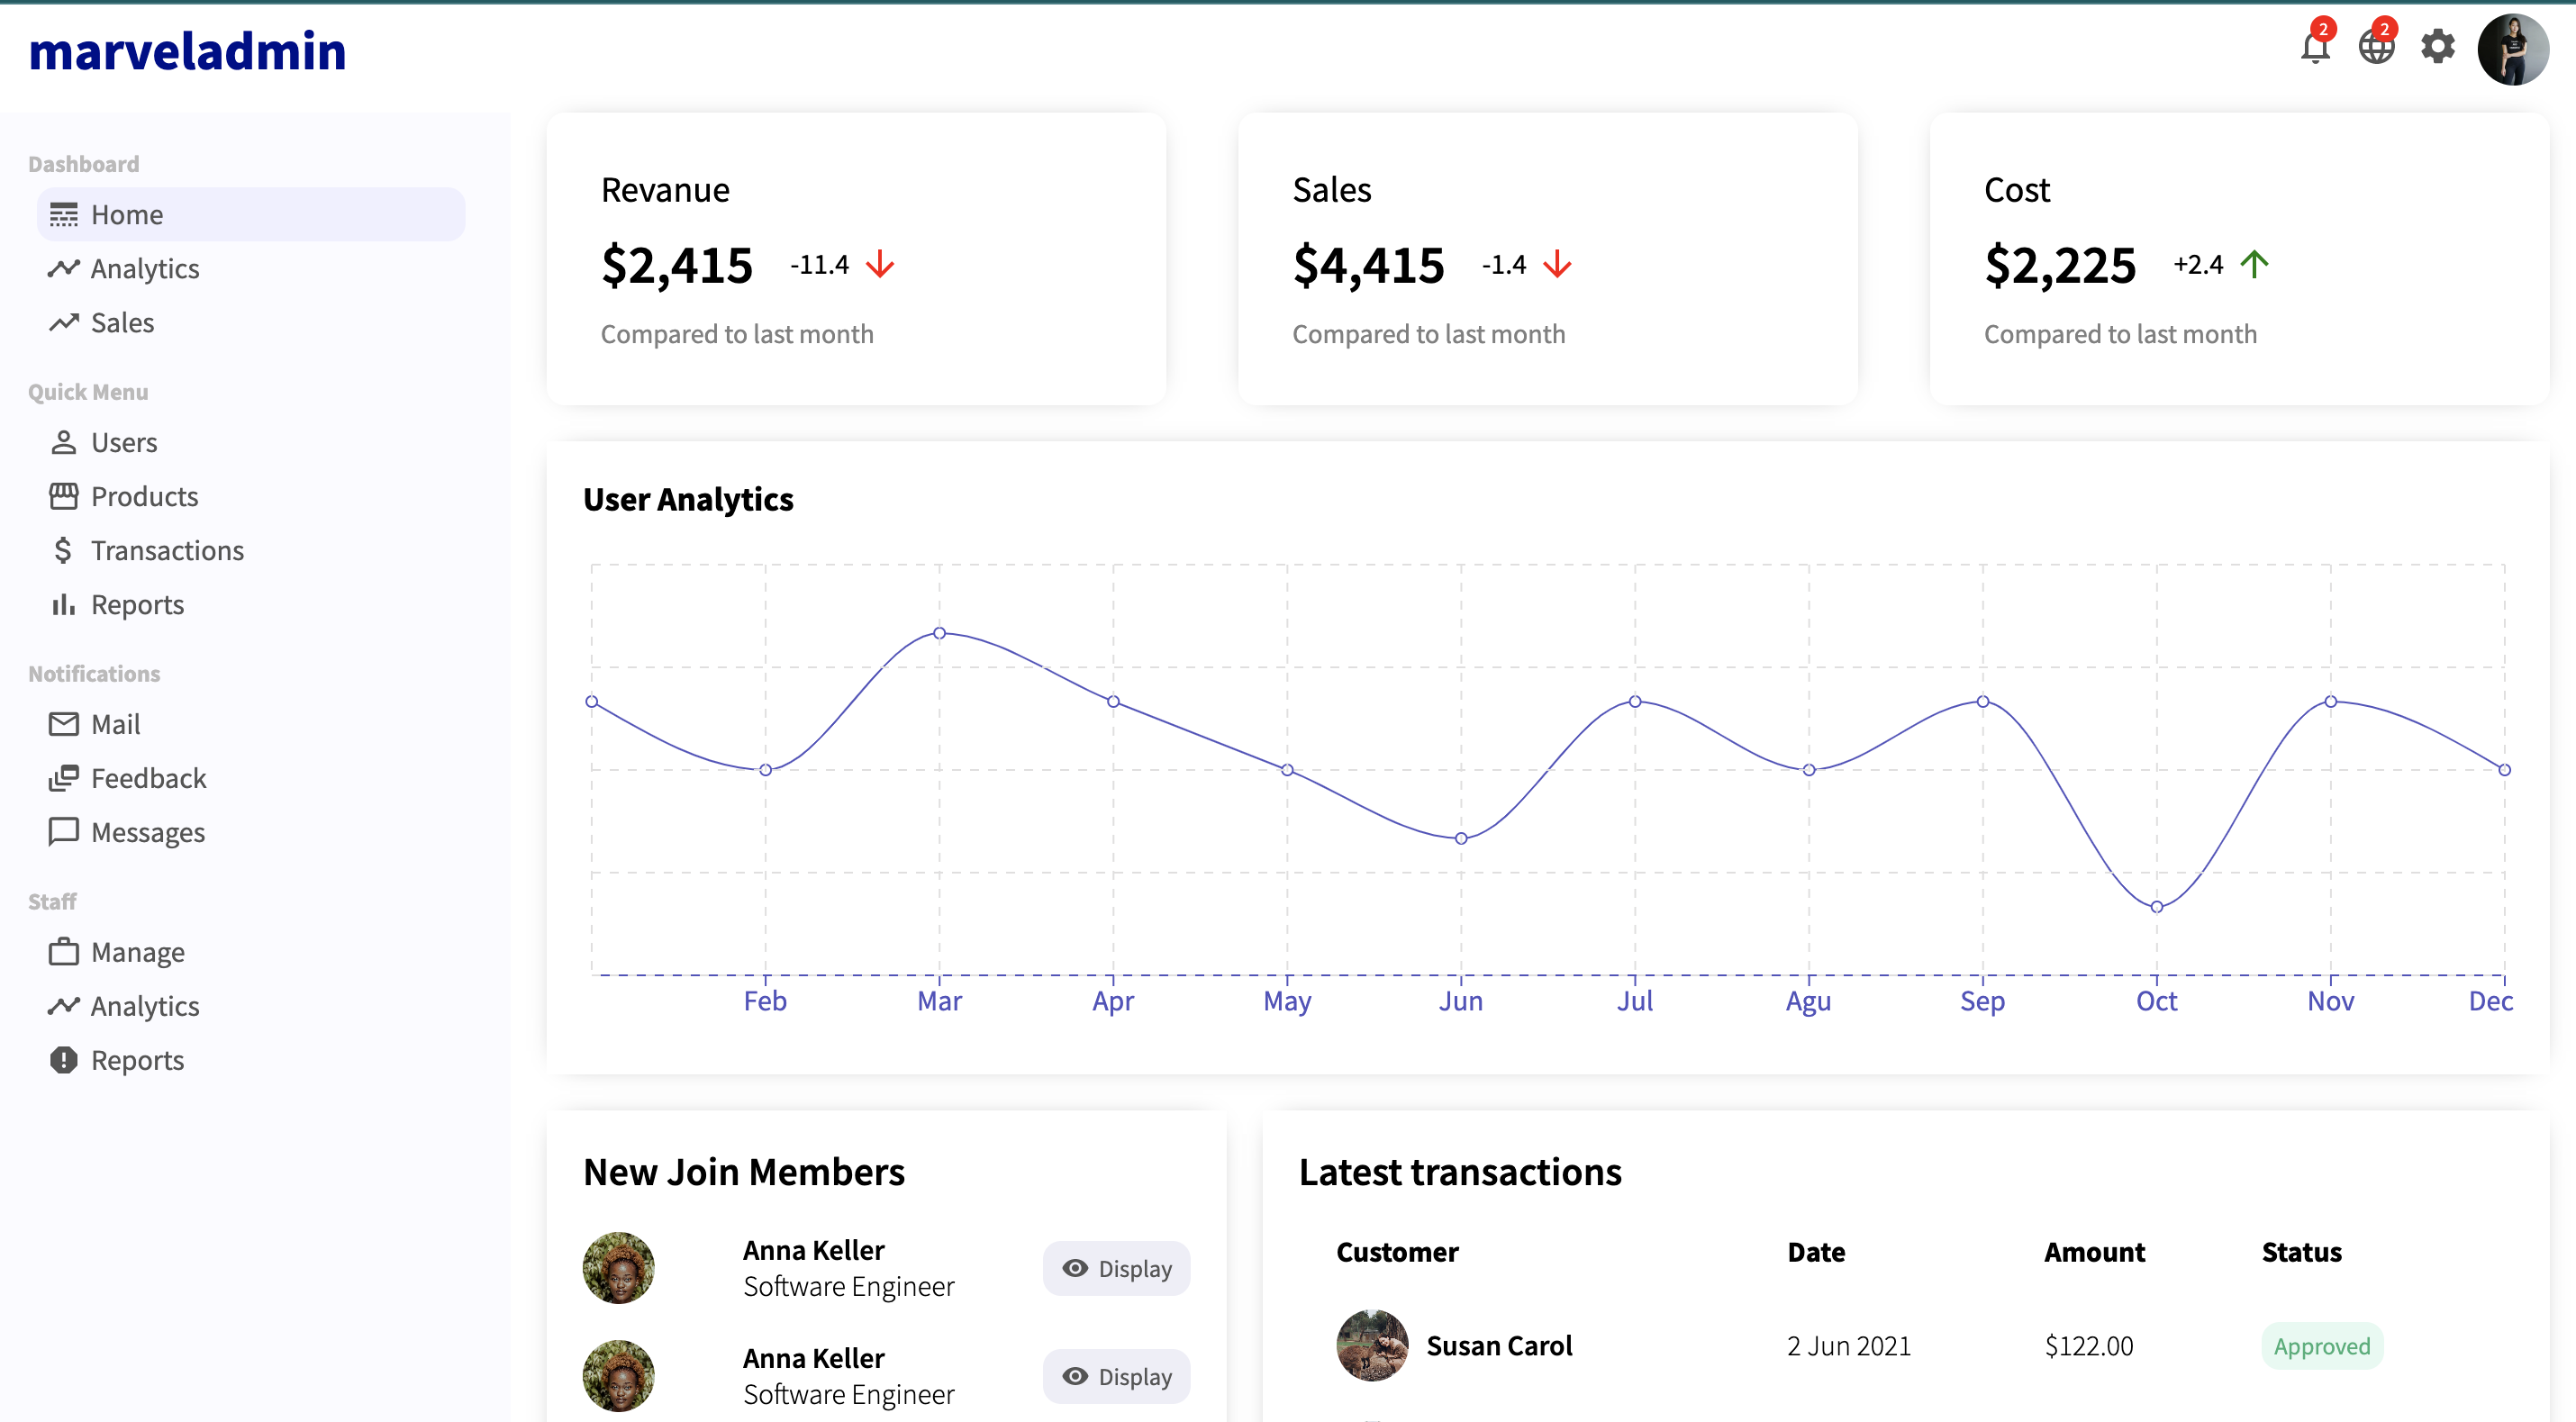 marveladmin
2
2
Dashboard
Home
Analytics
Sales
Quick Menu
Users
Products
Transactions
Reports
Notifications
Mail
Feedback
Messages
Staff
Manage
Analytics
Reports
Revanue
$2,415 -11.4
Compared to last month
Sales
$4,415 -1.4
Compared to last month
Cost
$2,225 +2.4
Compared to last month
User Analytics
Feb Mar Apr May Jun Jul Agu Sep Oct Nov Dec
New Join Members
Anna Keller
Software Engineer
Display
Anna Keller
Software Engineer
Display
Latest transactions
Customer Date Amount Status
Susan Carol 2 Jun 2021 $122.00 Approved